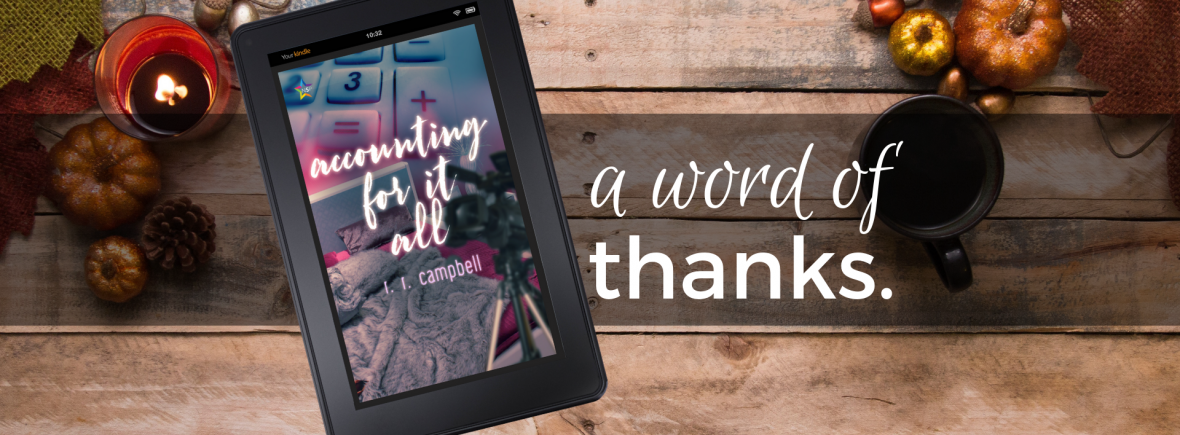 Your kindle
10:32
3
+
=
accounting
for it
all
r. r. campbell
a word of
thanks.